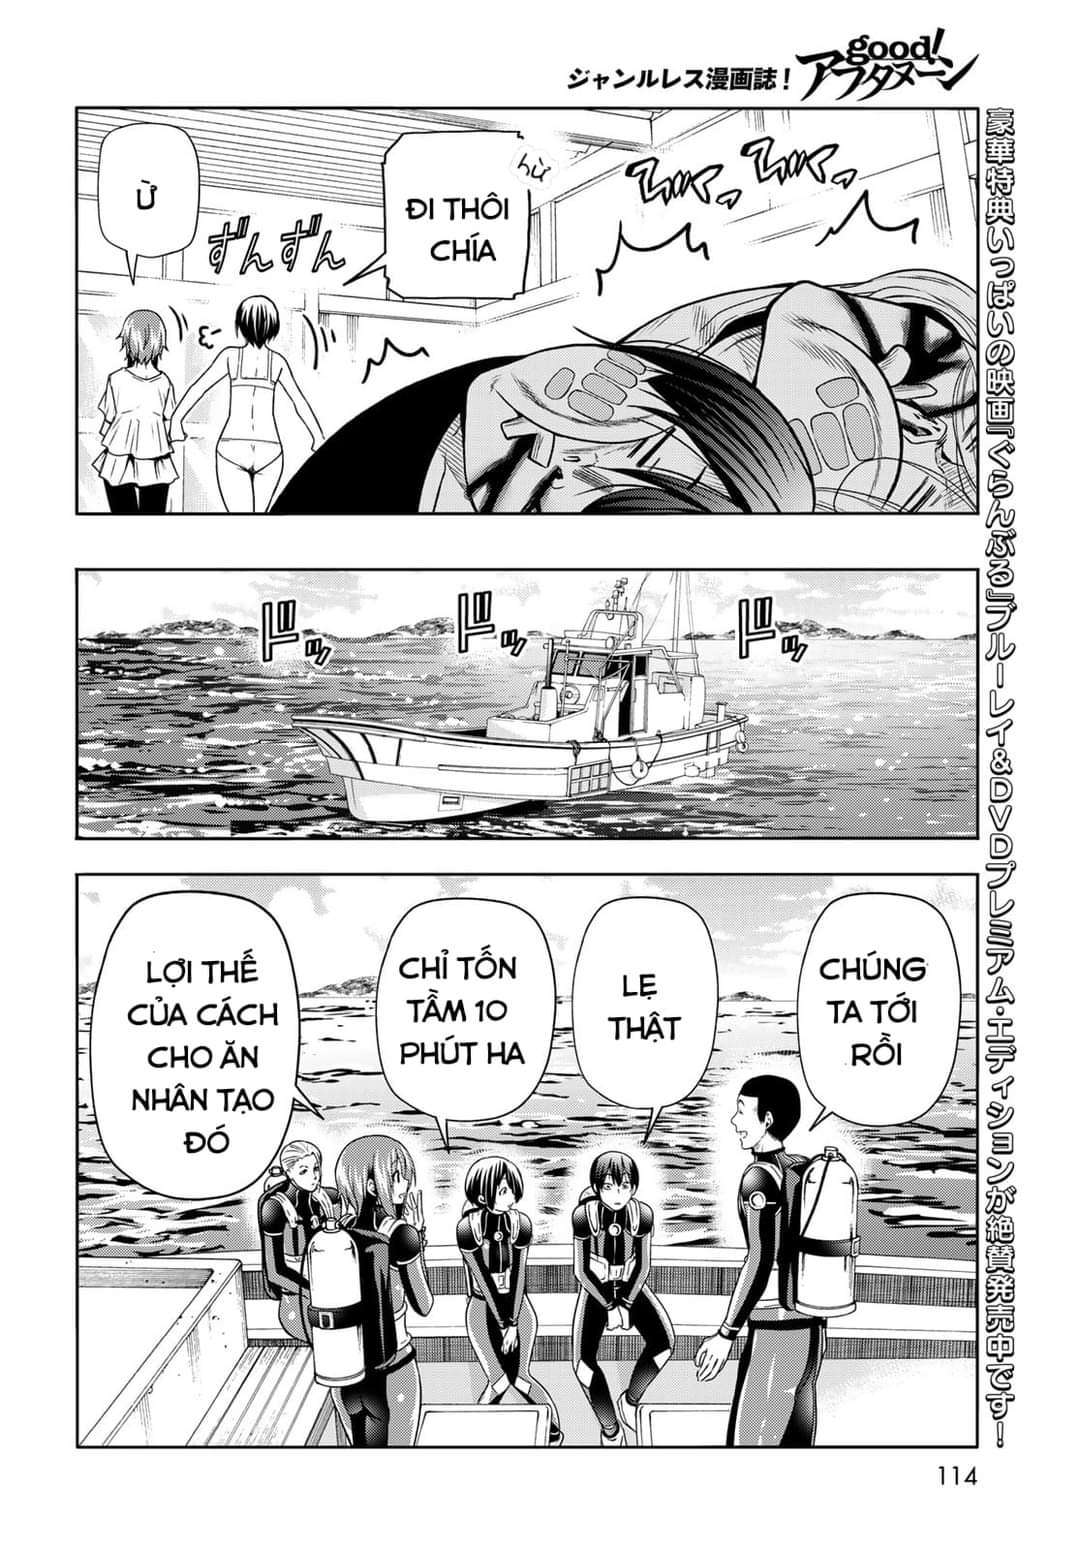 good!
ジャンルレス漫画誌！アフタヌーン
豪華特典いっぱいの映画『ぐらんぶる』ブルーレイ&DVDプレミアム・エディションが絶賛発売中です！
hừ
ĐI THÔI
CHÍA
Ừ
ずんずん
ドドッ
ドドッ
ドドッ
CHÚNG
TA TỚI
RỒI
LẸ
THẬT
CHỈ TỐN
TẦM 10
PHÚT HA
LỢI THẾ
CỦA CÁCH
CHO ĂN
NHÂN TẠO
ĐÓ
114